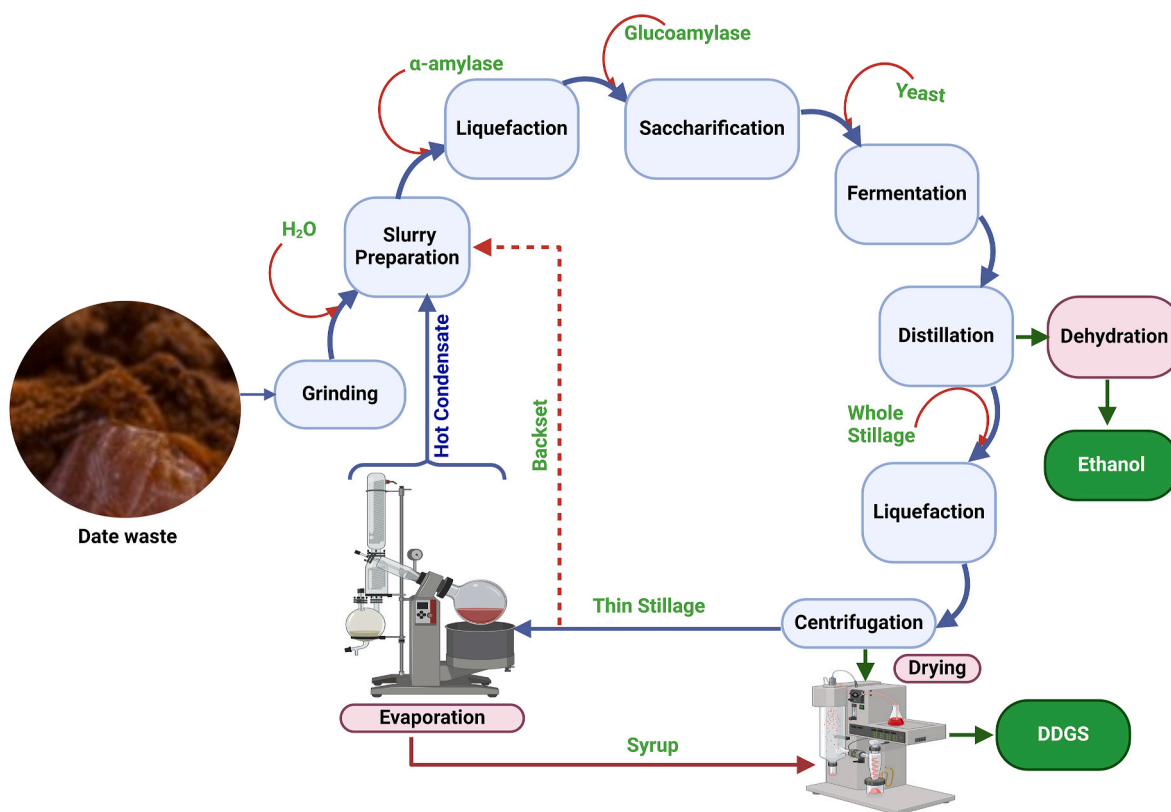 Glucoamylase
α-amylase
Yeast
Liquefaction
Saccharification
Fermentation
H₂O
Slurry
Preparation
Distillation
Dehydration
Grinding
Hot Condensate
Backset
Whole
Stillage
Ethanol
Liquefaction
Date waste
Thin Stillage
Centrifugation
Drying
Evaporation
Syrup
DDGS